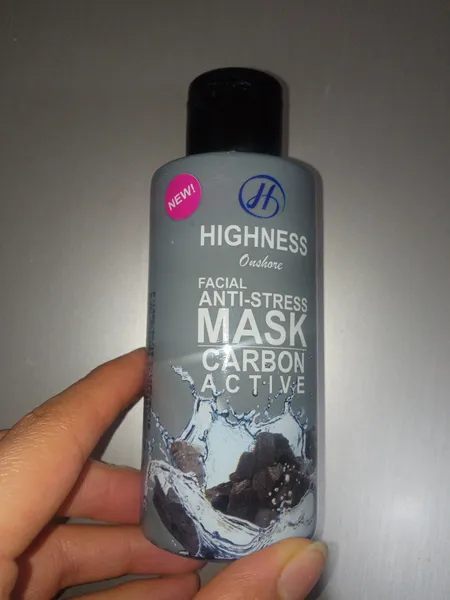 NEW!
H
HIGHNESS
Onshore
FACIAL
ANTI-STRESS
MASK
CARBON
ACTIVE